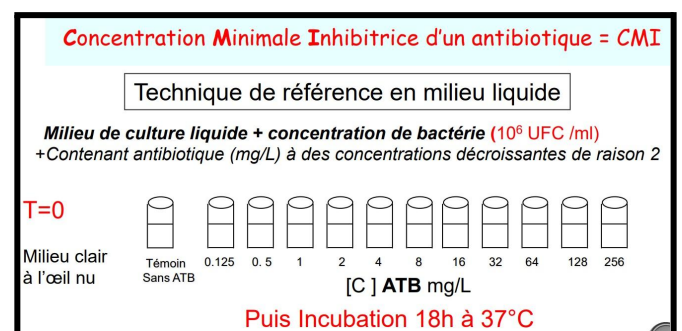 Concentration Minimale Inhibitrice d'un antibiotique = CMI
Technique de référence en milieu liquide
Milieu de culture liquide + concentration de bactérie (10⁶ UFC /ml)
+Contenant antibiotique (mg/L) à des concentrations décroissantes de raison 2
T=0
Milieu clair
à l'œil nu
Témoin
Sans ATB
0.125 0. 5 1 2 4 8 16 32 64 128 256
[C ] ATB mg/L
Puis Incubation 18h à 37°C